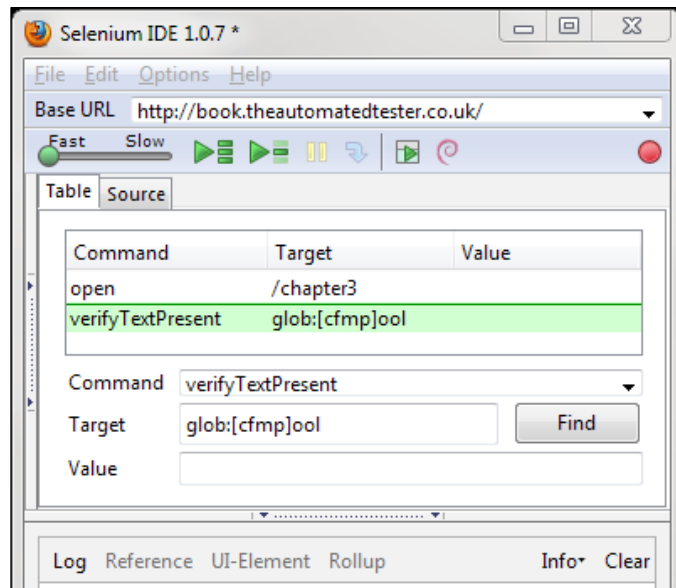 Selenium IDE 1.0.7 *
File Edit Options Help
Base URL http://book.theautomatedtester.co.uk/
Fast Slow
Table Source
Command Target Value
open /chapter3
verifyTextPresent glob:[cfmp]ool
Command verifyTextPresent
Target glob:[cfmp]ool Find
Value
Log Reference UI-Element Rollup Info Clear